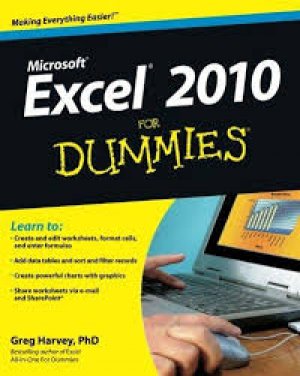 Making Everything Easier!™
Microsoft®
Excel® 2010
FOR
DUMMIES®
Learn to:
• Create and edit worksheets, format cells, and enter formulas
• Add data tables and sort and filter records
• Create powerful charts with graphics
• Share worksheets via e-mail and SharePoint®
Greg Harvey, PhD
Bestselling author of Excel
All-in-One For Dummies